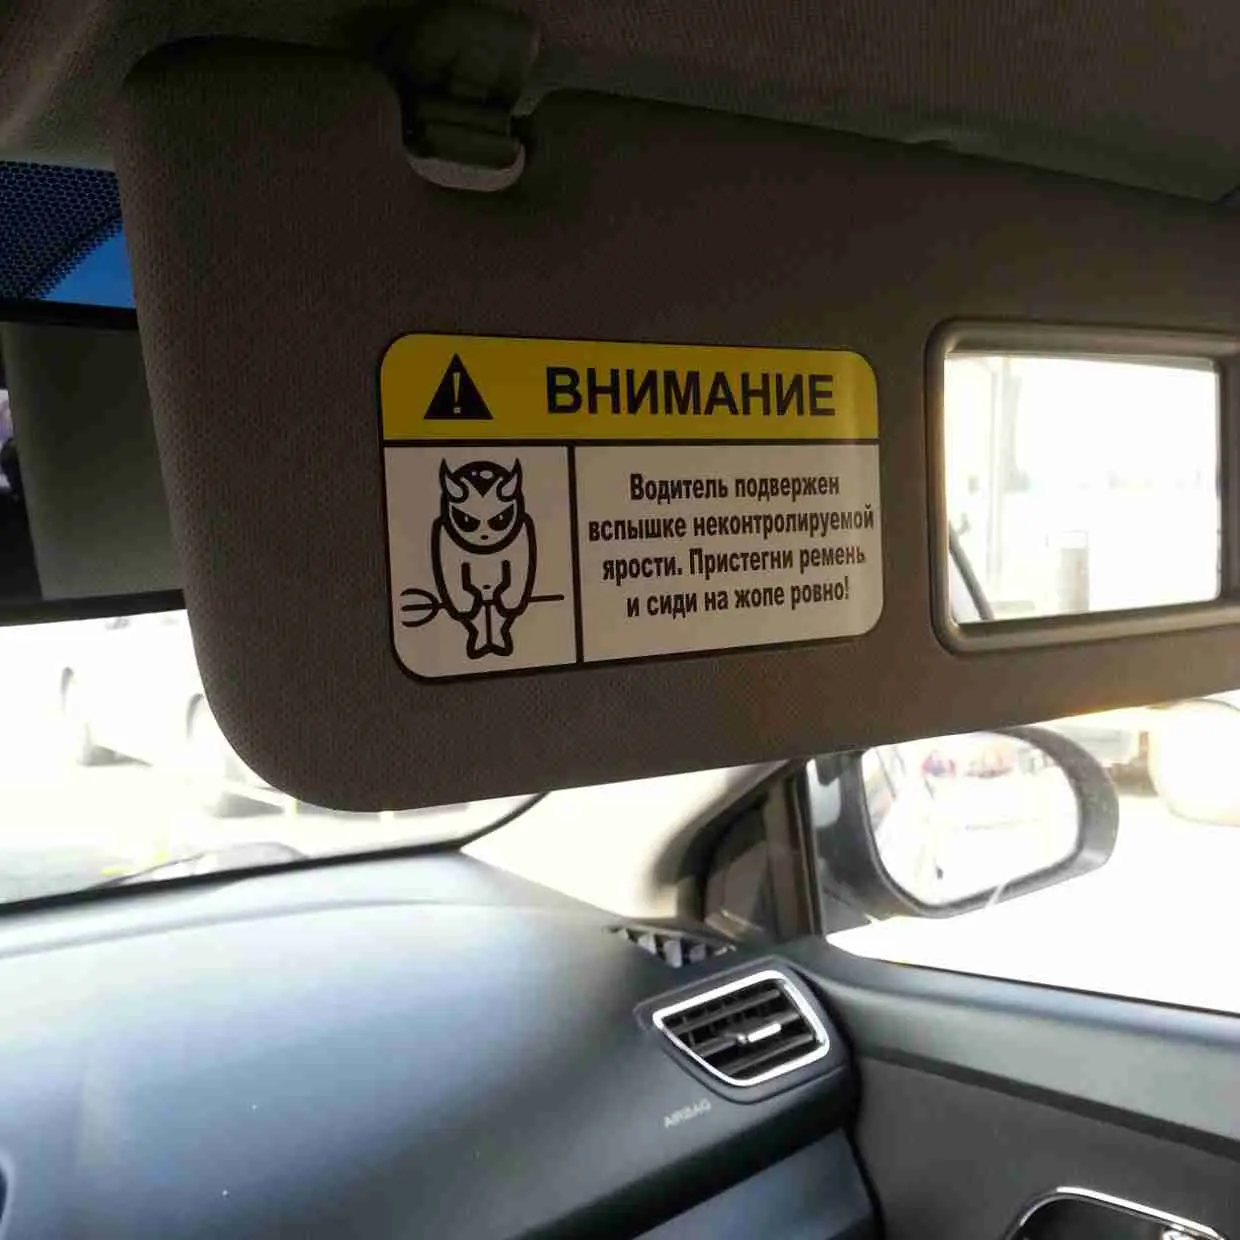 ВНИМАНИЕ
Водитель подвержен
вспышке неконтролируемой
ярости. Пристегни ремень
и сиди на жопе ровно!
AIRBAG